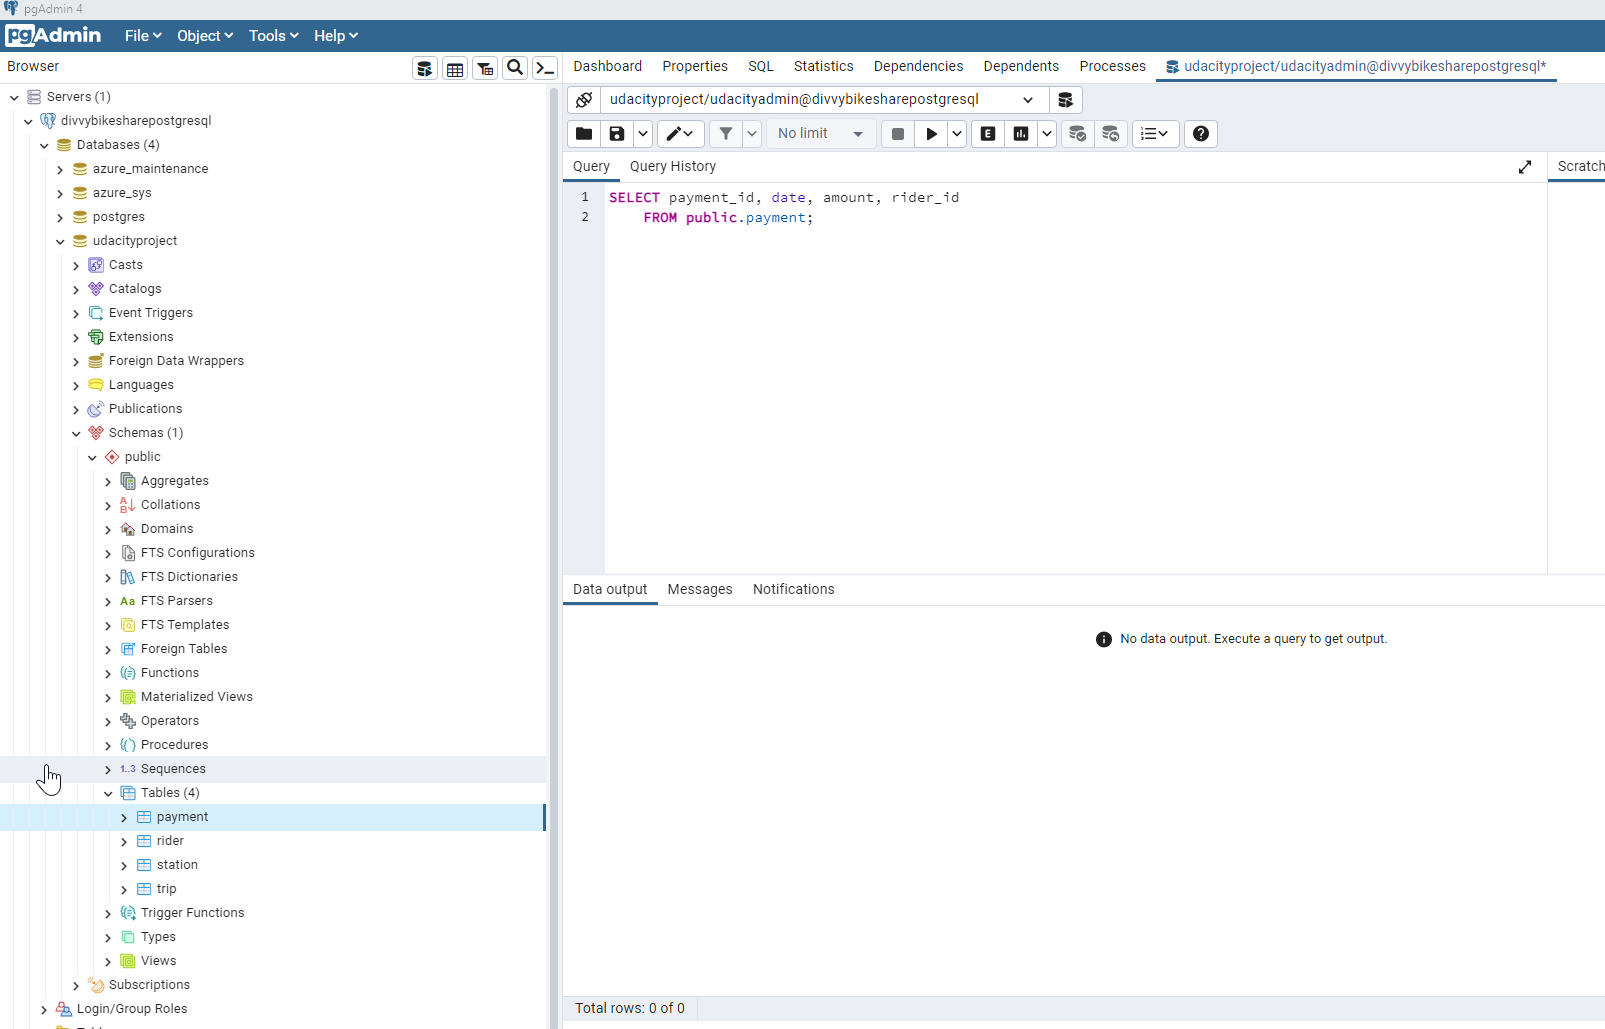 pgAdmin 4
pgAdmin File Object Tools Help
Browser
Dashboard Properties SQL Statistics Dependencies Dependents Processes udacityproject/udacityadmin@divvybikesharepostgresql*
Servers (1)
divvybikesharepostgresql
Databases (4)
azure_maintenance
azure_sys
postgres
udacityproject
Casts
Catalogs
Event Triggers
Extensions
Foreign Data Wrappers
Languages
Publications
Schemas (1)
public
Aggregates
Collations
Domains
FTS Configurations
FTS Dictionaries
Aa FTS Parsers
FTS Templates
Foreign Tables
Functions
Materialized Views
Operators
Procedures
1..3 Sequences
Tables (4)
payment
rider
station
trip
Trigger Functions
Types
Views
Subscriptions
Login/Group Roles
udacityproject/udacityadmin@divvybikesharepostgresql
No limit
E
Query Query History
Scratch
1 SELECT payment_id, date, amount, rider_id
2 FROM public.payment;
Data output Messages Notifications
No data output. Execute a query to get output.
Total rows: 0 of 0